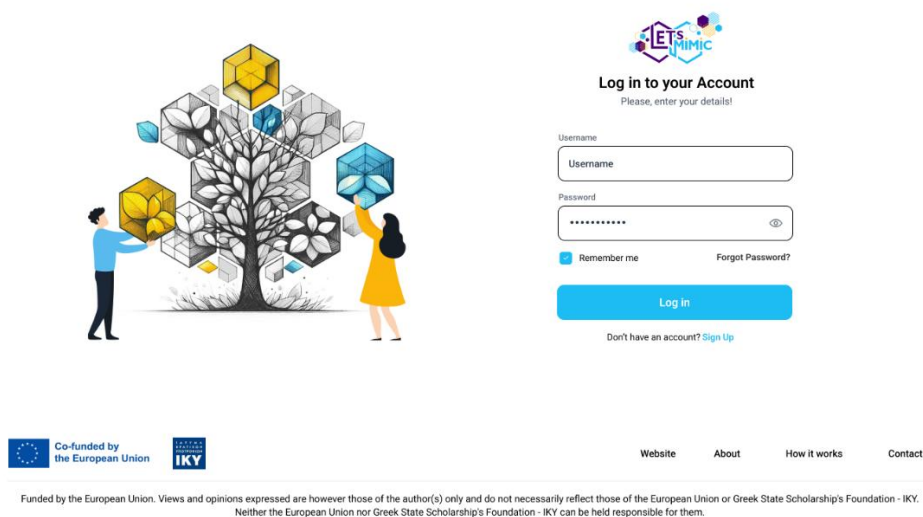 LET'S
MIMIC
Log in to your Account
Please, enter your details!
Username
Username
Password
•••••••••••
Remember me
Forgot Password?
Log in
Don't have an account? Sign Up
Co-funded by
the European Union
IKY
Website
About
How it works
Contact
Funded by the European Union. Views and opinions expressed are however those of the author(s) only and do not necessarily reflect those of the European Union or Greek State Scholarship's Foundation - IKY.
Neither the European Union nor Greek State Scholarship's Foundation - IKY can be held responsible for them.